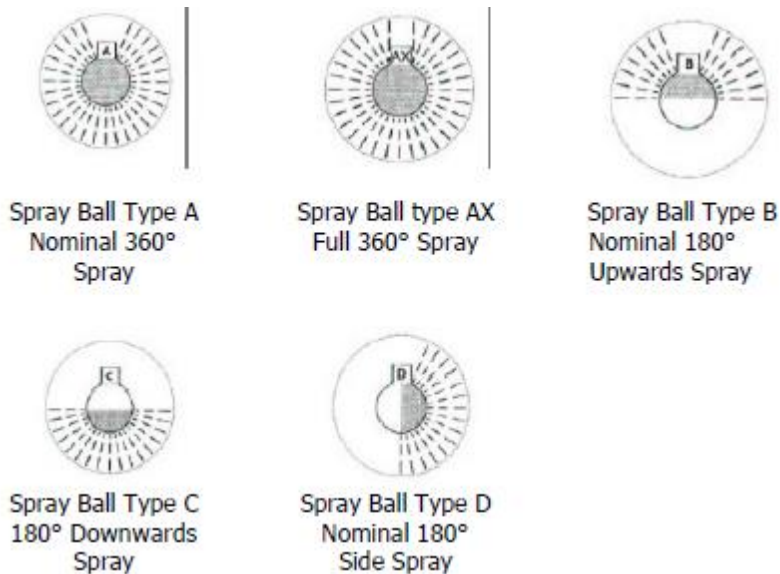 A
AX
B
Spray Ball Type A
Nominal 360°
Spray
Spray Ball type AX
Full 360° Spray
Spray Ball Type B
Nominal 180°
Upwards Spray
C
D
Spray Ball Type C
180° Downwards
Spray
Spray Ball Type D
Nominal 180°
Side Spray